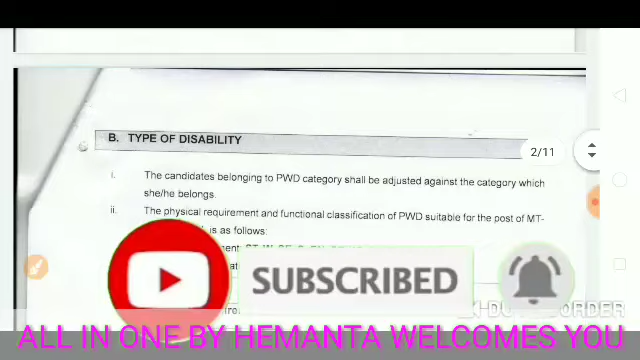 B. TYPE OF DISABILITY
2/11
i. The candidates belonging to PWD category shall be adjusted against the category which
she/he belongs.
ii. The physical requirement and functional classification of PWD suitable for the post of MT-
is as follows:
SUBSCRIBED
ORDER
ALL IN ONE BY HEMANTA WELCOMES YOU